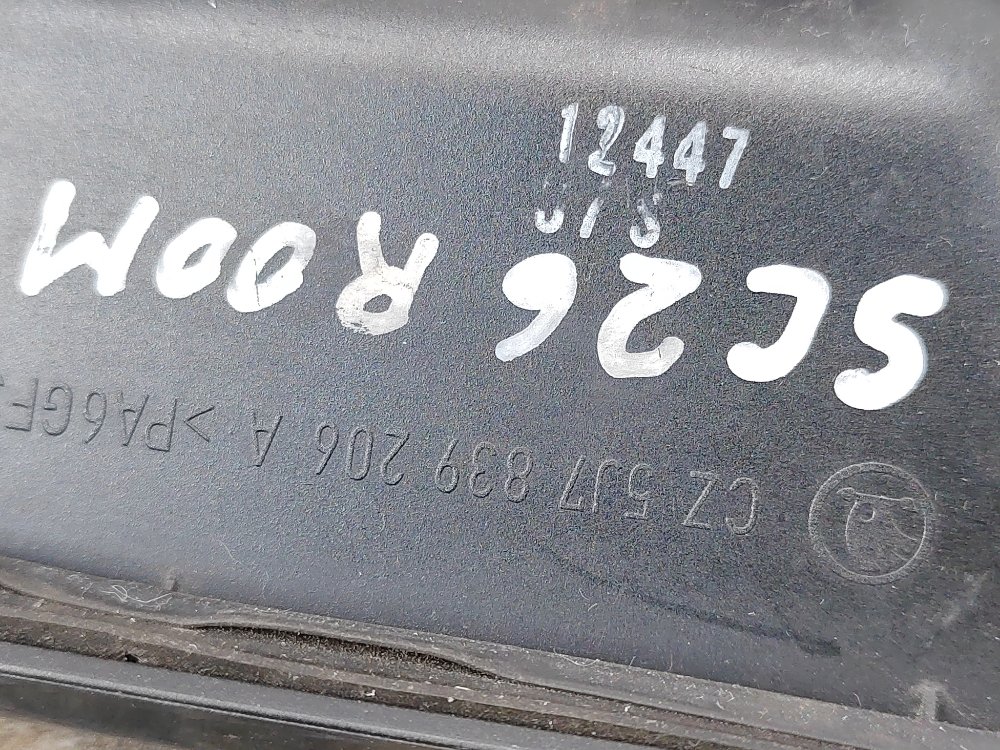 12447
SC26 ROOM
CZ 5J7 839 206 A >PA6GF